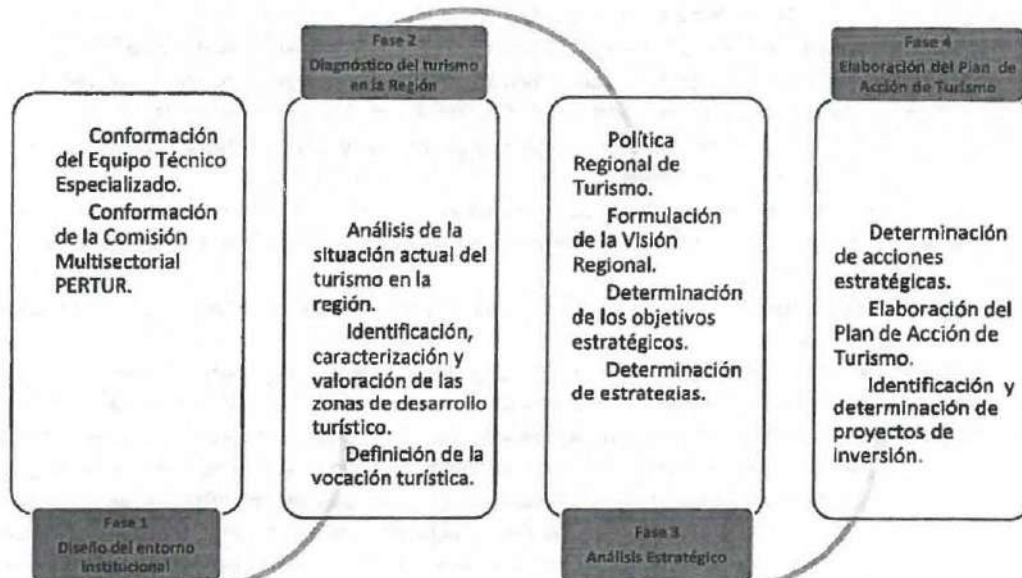 Conformación
del Equipo Técnico
Especializado.
Conformación
de la Comisión
Multisectorial
PERTUR.
Fase 1
Diseño del entorno
Institucional
Fase 2
Diagnóstico del turismo
en la Región
Análisis de la
situación actual del
turismo en la
región.
Identificación,
caracterización y
valoración de las
zonas de desarrollo
turístico.
Definición de la
vocación turística.
Política
Regional de
Turismo.
Formulación
de la Visión
Regional.
Determinación
de los objetivos
estratégicos.
Determinación
de estrategias.
Fase 3
Análisis Estratégico
Fase 4
Elaboración del Plan de
Acción de Turismo
Determinación
de acciones
estratégicas.
Elaboración del
Plan de Acción de
Turismo.
Identificación y
determinación de
proyectos de
inversión.